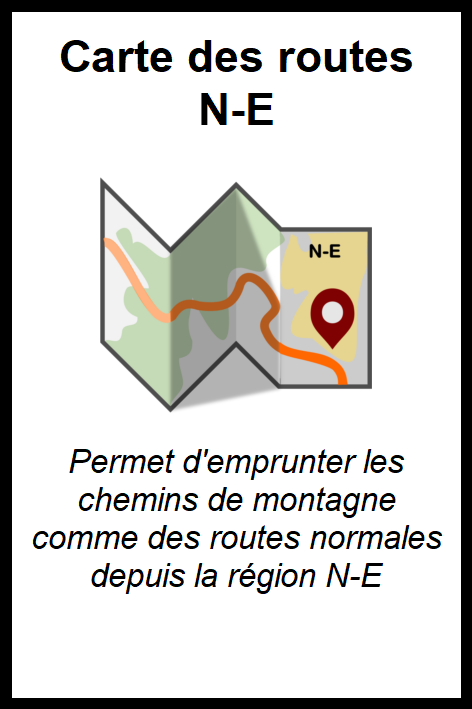 Carte des routes
N-E
N-E
Permet d'emprunter les
chemins de montagne
comme des routes normales
depuis la région N-E